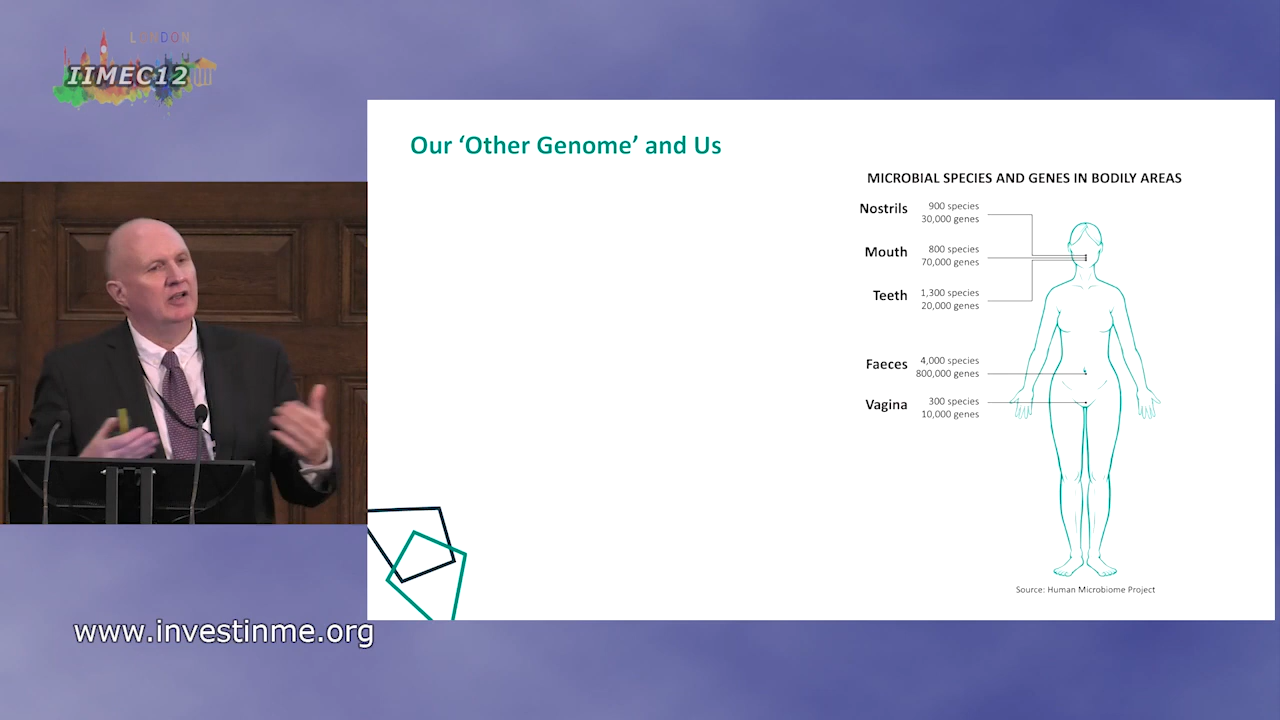 LONDON
IIMEC12
Our ‘Other Genome’ and Us
MICROBIAL SPECIES AND GENES IN BODILY AREAS
Nostrils 900 species
30,000 genes
Mouth 800 species
70,000 genes
Teeth 1,300 species
20,000 genes
Faeces 4,000 species
800,000 genes
Vagina 300 species
10,000 genes
Source: Human Microbiome Project
www.investinme.org